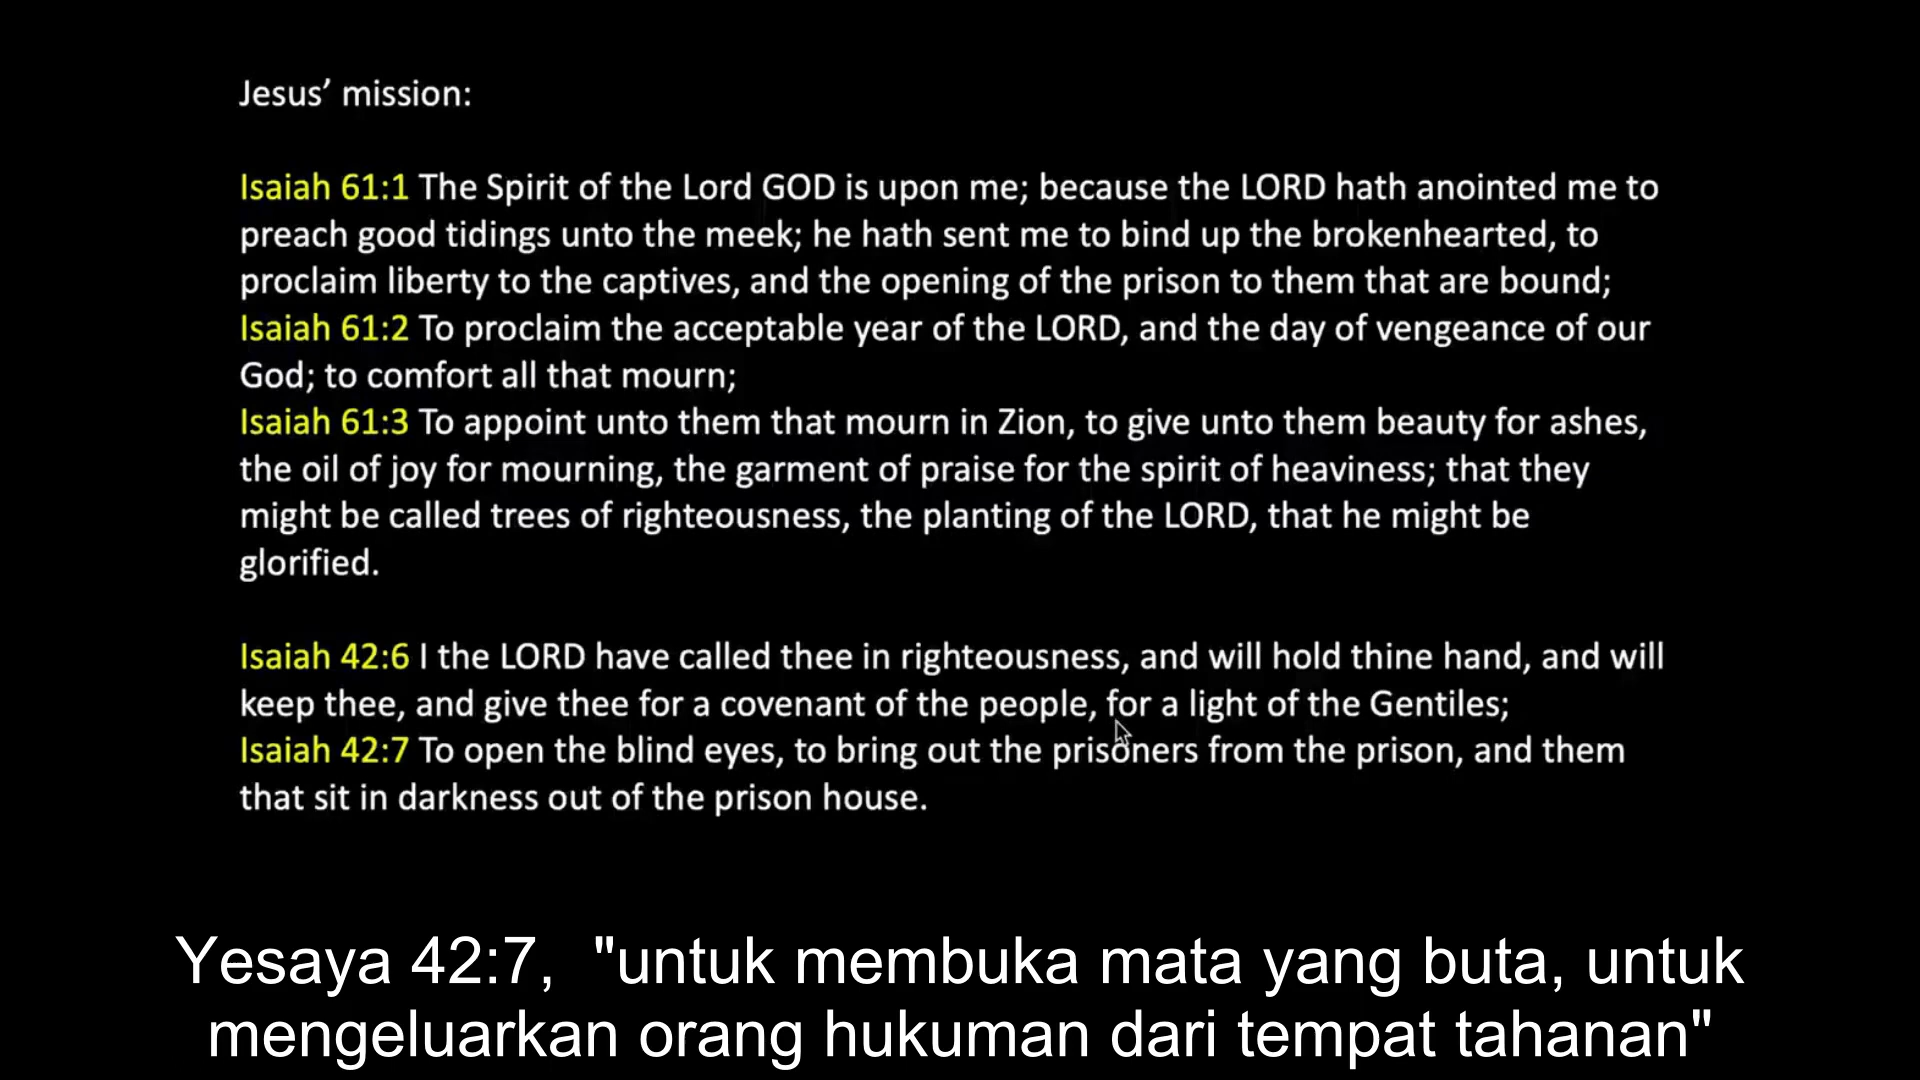 Jesus’ mission:
Isaiah 61:1 The Spirit of the Lord GOD is upon me; because the LORD hath anointed me to
preach good tidings unto the meek; he hath sent me to bind up the brokenhearted, to
proclaim liberty to the captives, and the opening of the prison to them that are bound;
Isaiah 61:2 To proclaim the acceptable year of the LORD, and the day of vengeance of our
God; to comfort all that mourn;
Isaiah 61:3 To appoint unto them that mourn in Zion, to give unto them beauty for ashes,
the oil of joy for mourning, the garment of praise for the spirit of heaviness; that they
might be called trees of righteousness, the planting of the LORD, that he might be
glorified.
Isaiah 42:6 I the LORD have called thee in righteousness, and will hold thine hand, and will
keep thee, and give thee for a covenant of the people, for a light of the Gentiles;
Isaiah 42:7 To open the blind eyes, to bring out the prisoners from the prison, and them
that sit in darkness out of the prison house.
Yesaya 42:7, "untuk membuka mata yang buta, untuk
mengeluarkan orang hukuman dari tempat tahanan"